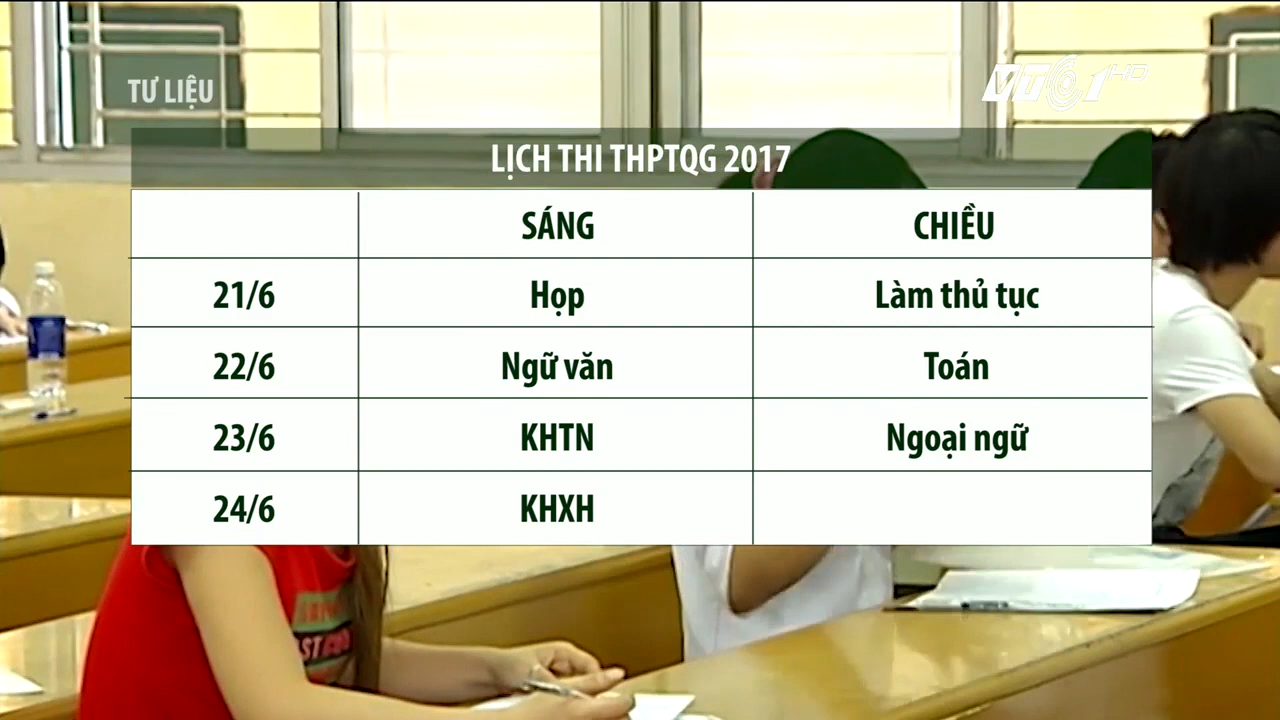 TƯ LIỆU
VTC1 HD
LỊCH THI THPTQG 2017
SÁNG CHIỀU
21/6 Họp Làm thủ tục
22/6 Ngữ văn Toán
23/6 KHTN Ngoại ngữ
24/6 KHXH